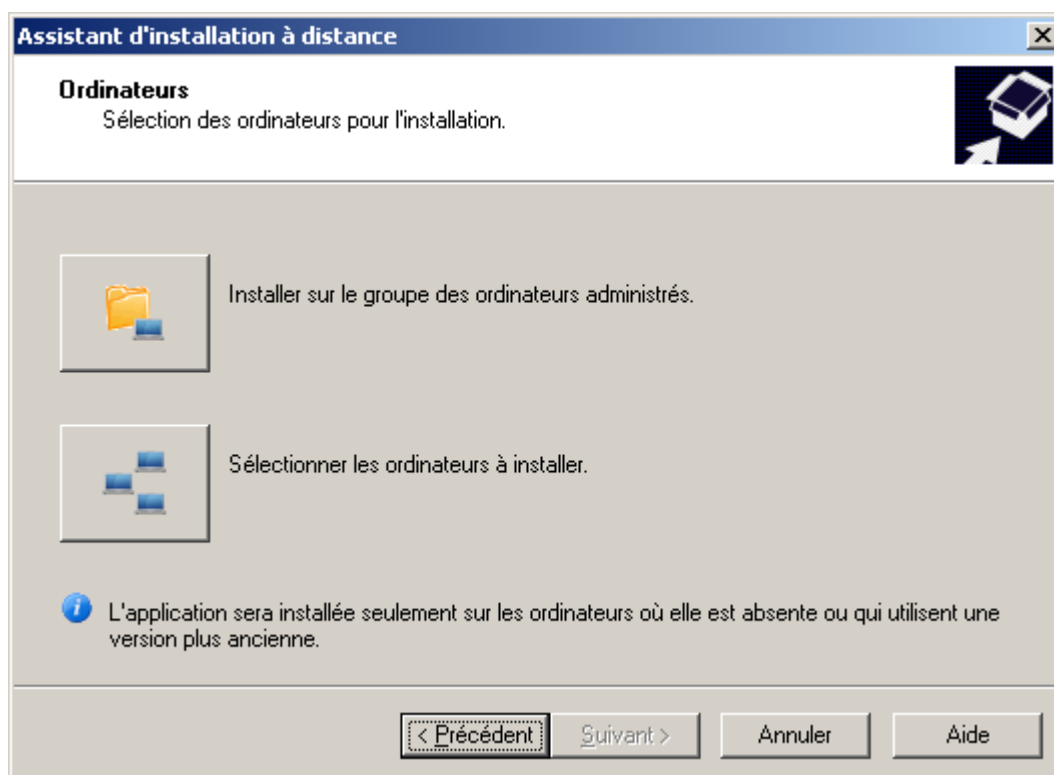 Assistant d'installation à distance
Ordinateurs
Sélection des ordinateurs pour l'installation.
Installer sur le groupe des ordinateurs administrés.
Sélectionner les ordinateurs à installer.
L'application sera installée seulement sur les ordinateurs où elle est absente ou qui utilisent une
version plus ancienne.
< Précédent Suivant > Annuler Aide